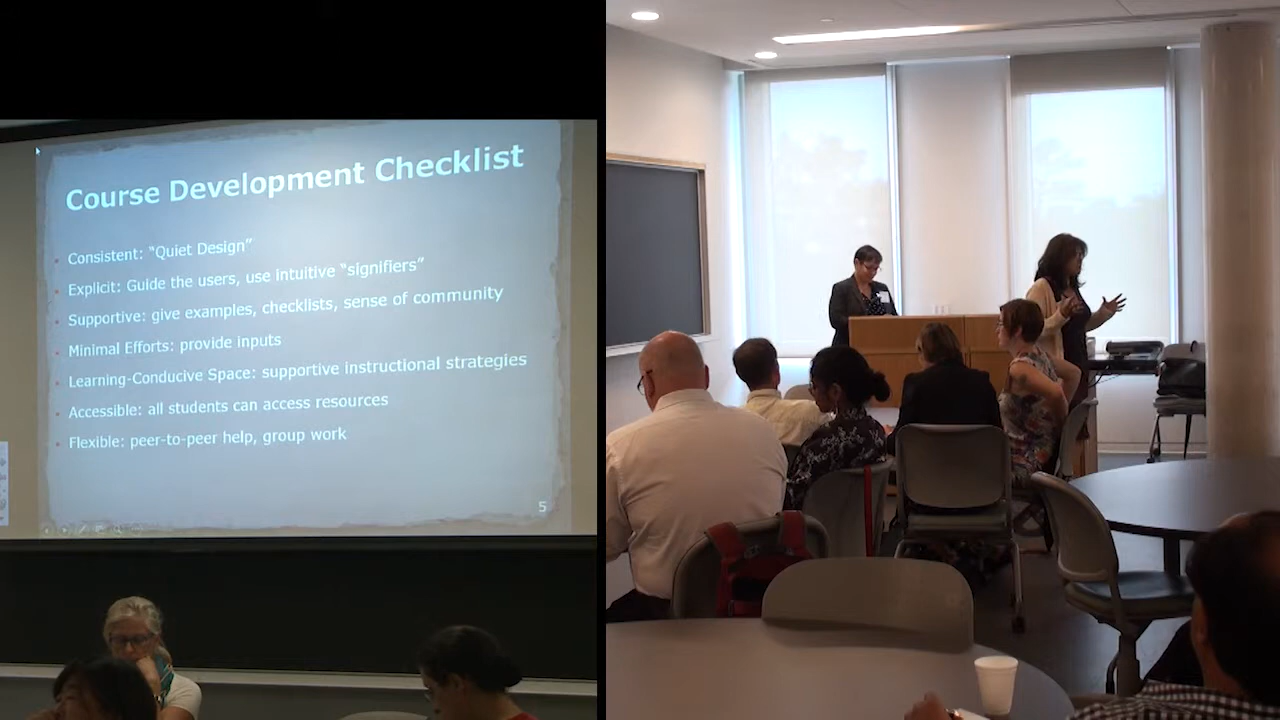 Course Development Checklist
Consistent: “Quiet Design”
Explicit: Guide the users, use intuitive “signifiers”
Supportive: give examples, checklists, sense of community
Minimal Efforts: provide inputs
Learning-Conducive Space: supportive instructional strategies
Accessible: all students can access resources
Flexible: peer-to-peer help, group work
5